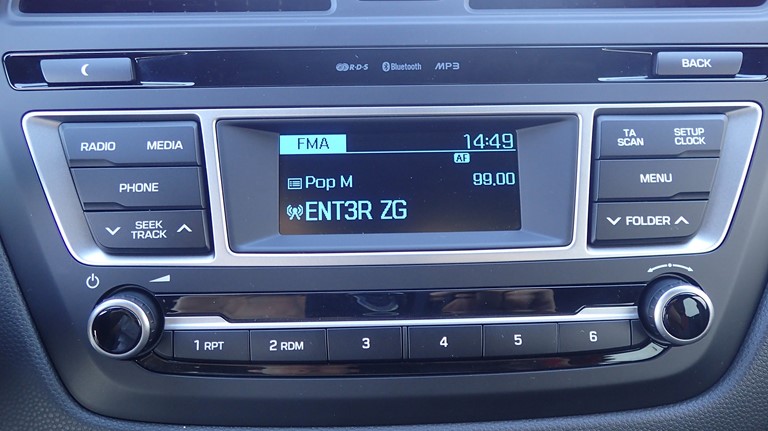 R·D·S Bluetooth MP3
BACK
RADIO MEDIA
PHONE
SEEK TRACK
FMA 14:49
AF
Pop M 99.00
ENT3R ZG
TA SCAN SETUP CLOCK
MENU
FOLDER
1 RPT 2 RDM 3 4 5 6